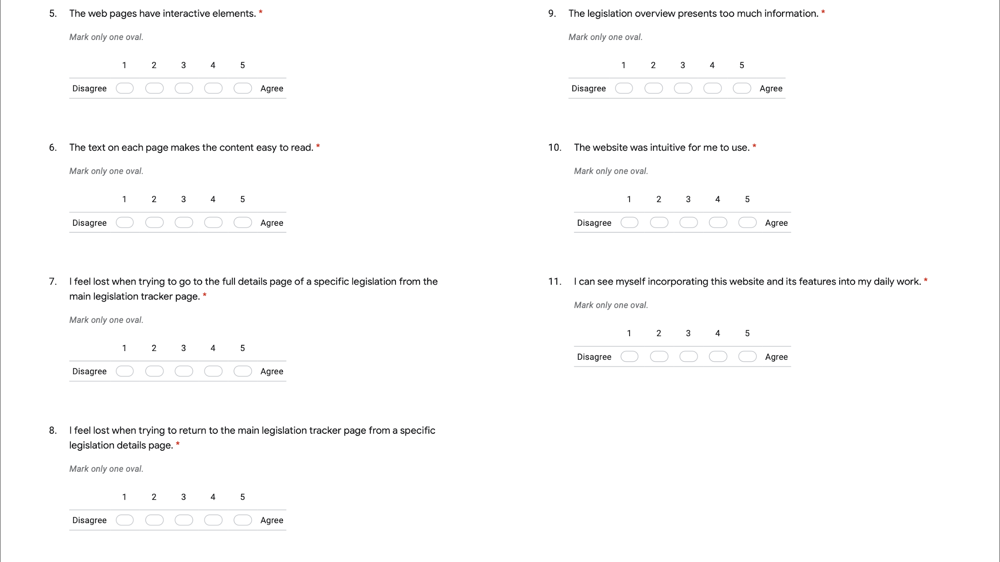 5. The web pages have interactive elements. *
Mark only one oval.
1 2 3 4 5
Disagree Agree
6. The text on each page makes the content easy to read. *
Mark only one oval.
1 2 3 4 5
Disagree Agree
7. I feel lost when trying to go to the full details page of a specific legislation from the
main legislation tracker page. *
Mark only one oval.
1 2 3 4 5
Disagree Agree
8. I feel lost when trying to return to the main legislation tracker page from a specific
legislation details page. *
Mark only one oval.
1 2 3 4 5
Disagree Agree
9. The legislation overview presents too much information. *
Mark only one oval.
1 2 3 4 5
Disagree Agree
10. The website was intuitive for me to use. *
Mark only one oval.
1 2 3 4 5
Disagree Agree
11. I can see myself incorporating this website and its features into my daily work. *
Mark only one oval.
1 2 3 4 5
Disagree Agree